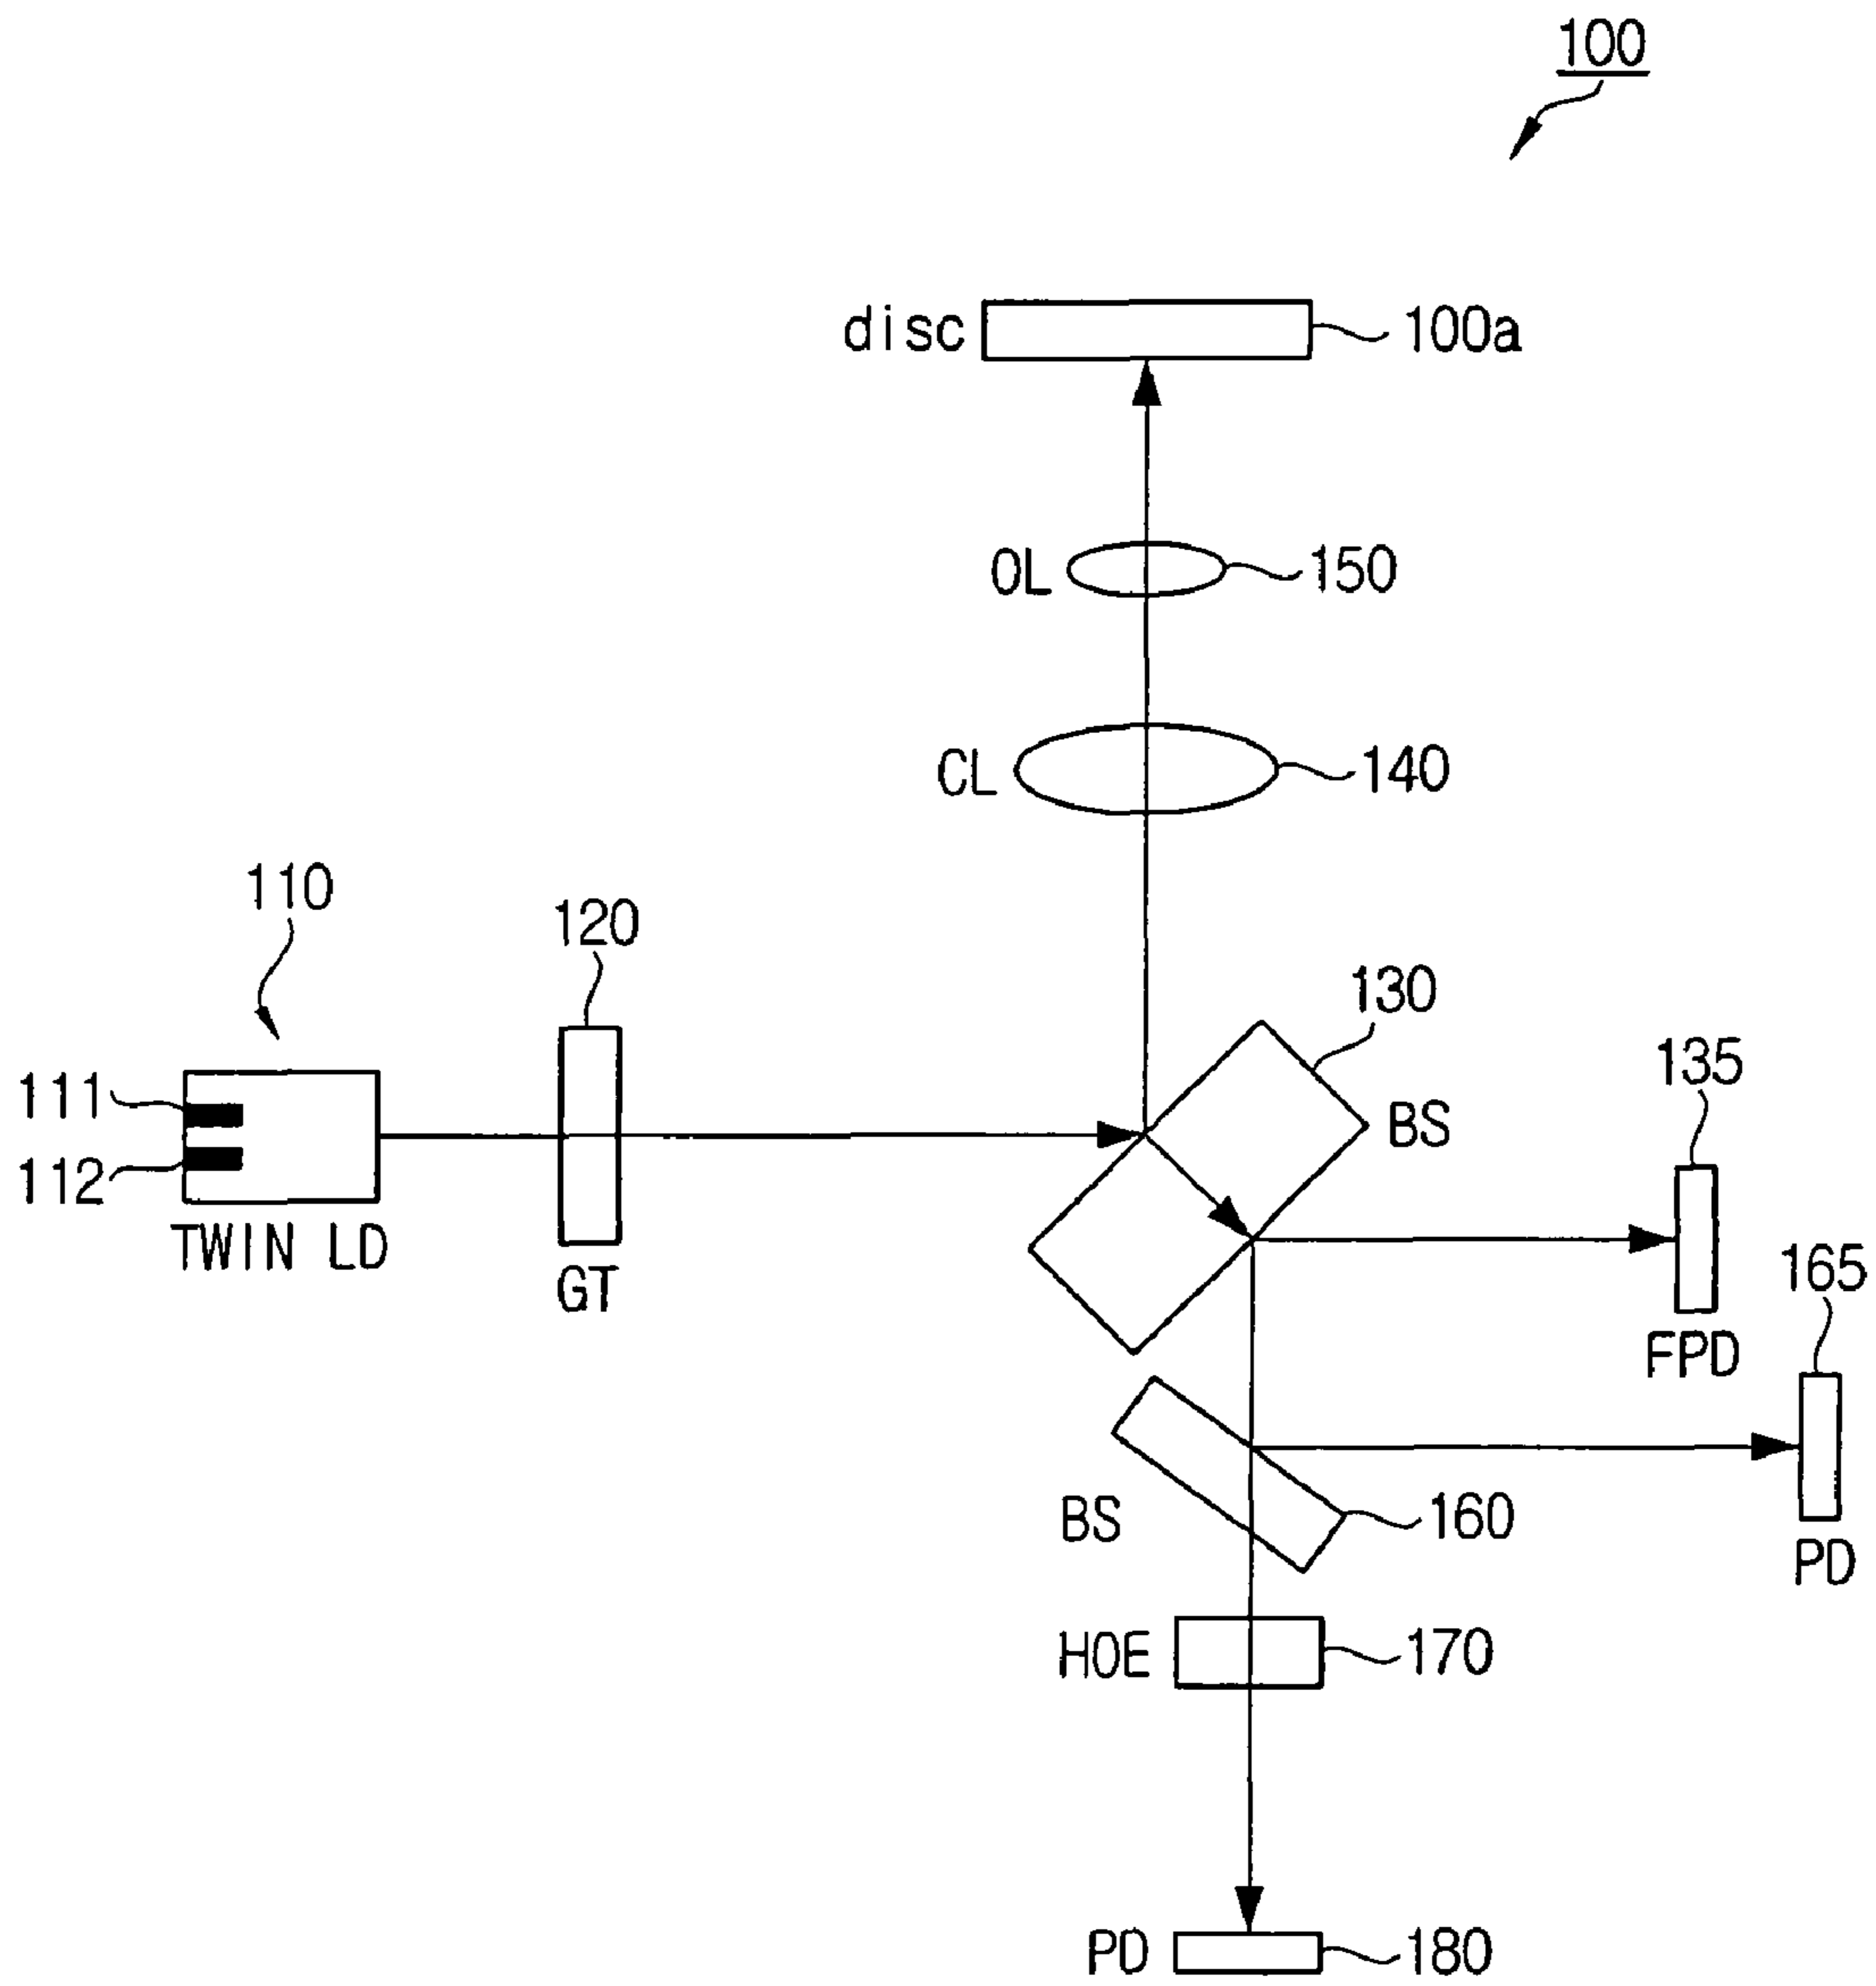 100
disc
100a
OL
150
CL
140
110
120
130
135
111
BS
112
TWIN LD
GT
165
FPD
BS
160
PD
HOE
170
PD
180